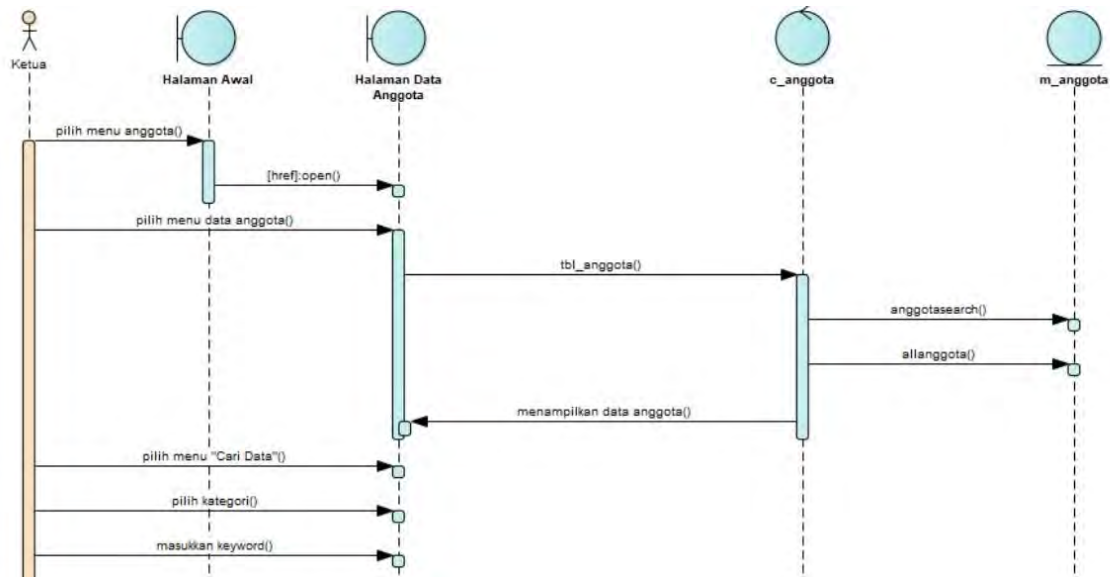 Ketua
Halaman Awal
Halaman Data
Anggota
c_anggota
m_anggota
pilih menu anggota()
[href]:open()
pilih menu data anggota()
tbl_anggota()
anggotasearch()
allanggota()
menampilkan data anggota()
pilih menu "Cari Data"()
pilih kategori()
masukkan keyword()